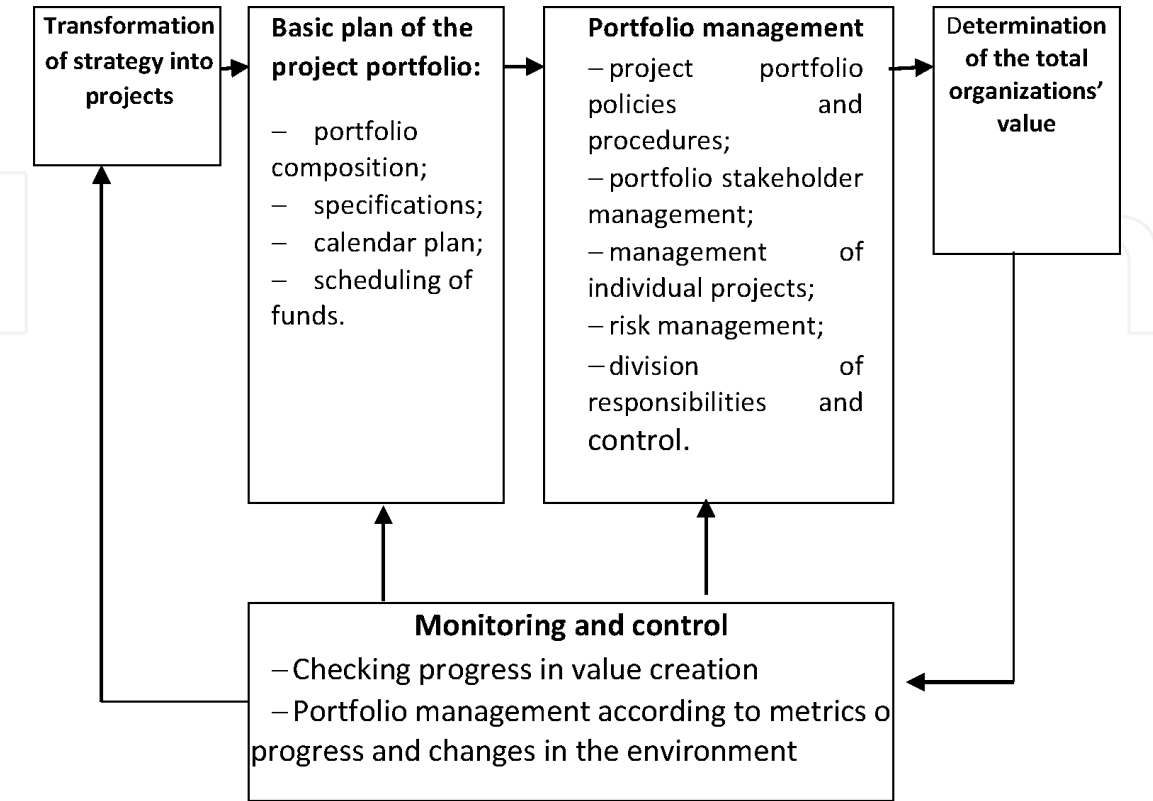 Transformation
of strategy into
projects
Basic plan of the
project portfolio:
– portfolio
composition;
– specifications;
– calendar plan;
– scheduling of
funds.
Portfolio management
– project portfolio
policies and
procedures;
– portfolio stakeholder
management;
– management of
individual projects;
– risk management;
– division of
responsibilities and
control.
Determination
of the total
organizations’
value
Monitoring and control
– Checking progress in value creation
– Portfolio management according to metrics o
progress and changes in the environment